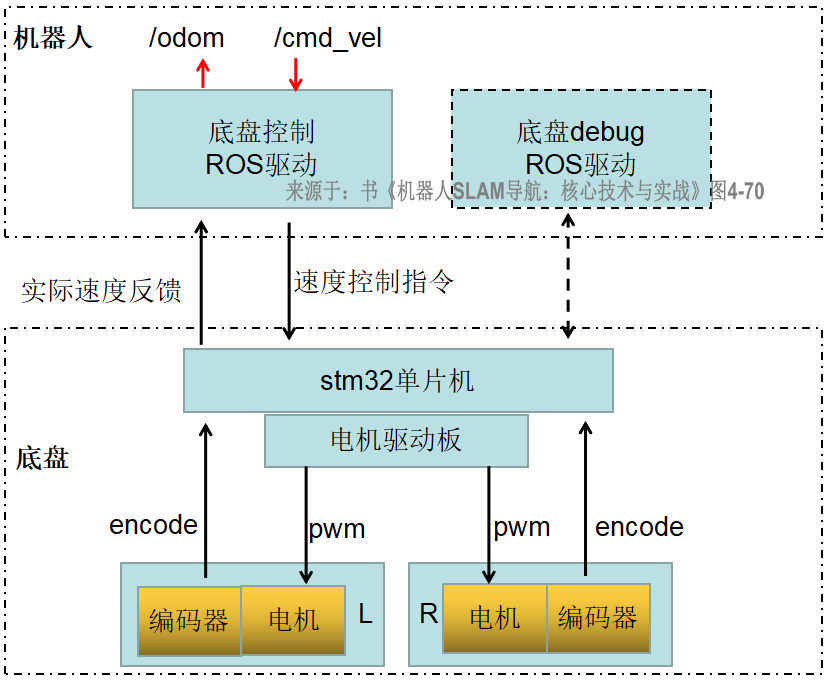 机器人
/odom
/cmd_vel
底盘控制
ROS驱动
底盘debug
ROS驱动
来源于：书《机器人SLAM导航：核心技术与实战》图4-70
实际速度反馈
速度控制指令
stm32单片机
电机驱动板
底盘
encode
pwm
pwm
encode
编码器
电机
L
R
电机
编码器